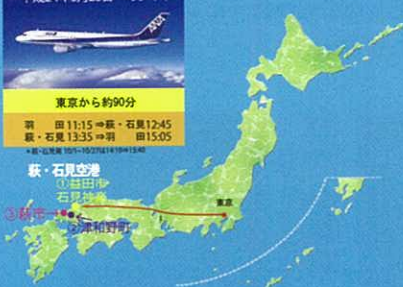 ANA
東京から約90分
羽　田 11:15 ⇒ 萩・石見 12:45
萩・石見 13:35 ⇒ 羽　田 15:05
萩・石見空港
①益田市
石見神楽
東京
③萩市→
②津和野町